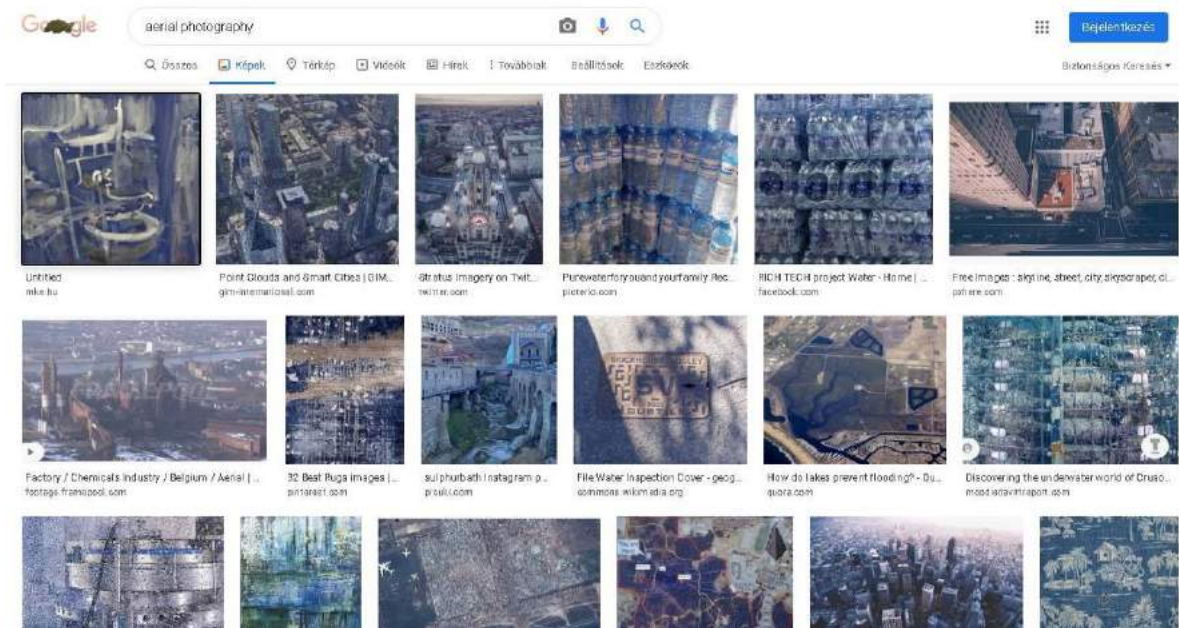 Google
aerial photography
Bejelentkezés
Összes Képek Térkép Videók Hírek Továbbiak Beállítások Eszközök
Biztonságos Keresés
Untitled
mke.hu
Point Clouds and Smart Cities | GIM...
gim-international.com
Stratus Imagery on Twit...
twitter.com
Purewaterforyouandyourfamily Rec...
picterio.com
RICH TECH project Water - Home | ...
facebook.com
Free Images : skyline, street, city, skyscraper, ci...
pxhere.com
Factory / Chemicals Industry / Belgium / Aerial | ...
footage.framepool.com
32 Best Rugs images | ...
pinterest.com
sulphurbath Instagram p...
picuki.com
File Water Inspection Cover - geog...
commons.wikimedia.org
How do lakes prevent flooding? - Qu...
quora.com
Discovering the underwater world of Cruso...